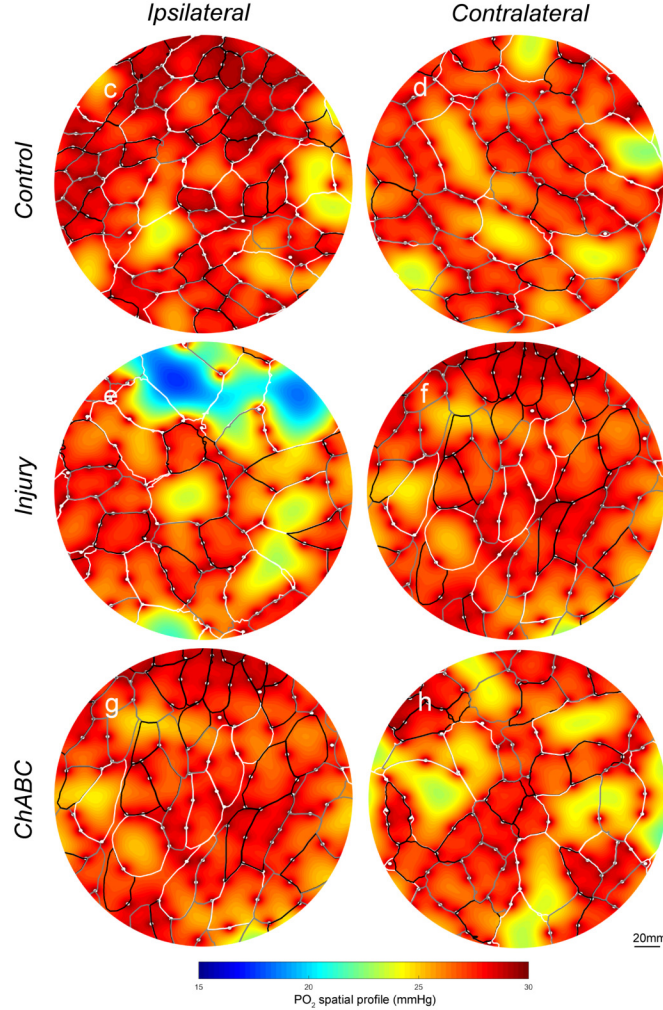 Ipsilateral
Contralateral
Control
c
d
Injury
e
f
ChABC
g
h
20mm
15
20
25
30
PO₂ spatial profile (mmHg)